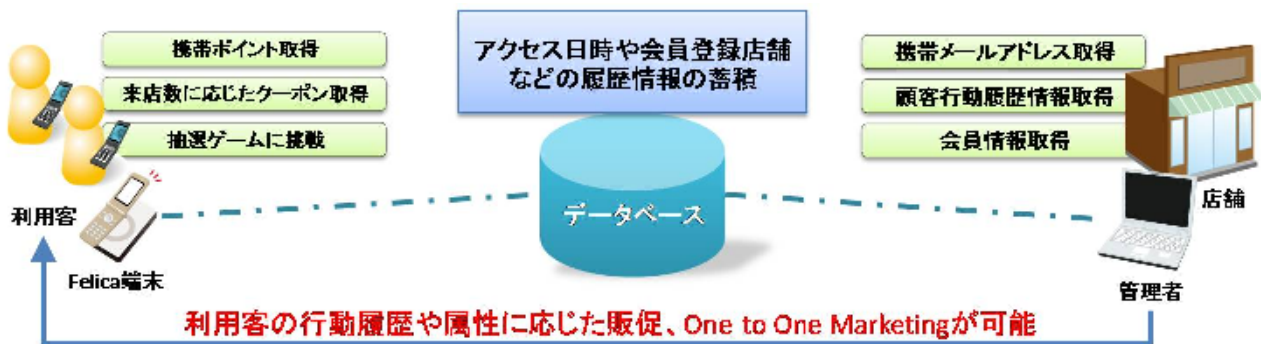 携帯ポイント取得
来店数に応じたクーポン取得
抽選ゲームに挑戦
利用客
Felica端末
アクセス日時や会員登録店舗
などの履歴情報の蓄積
データベース
携帯メールアドレス取得
顧客行動履歴情報取得
会員情報取得
店舗
管理者
利用客の行動履歴や属性に応じた販促、One to One Marketingが可能